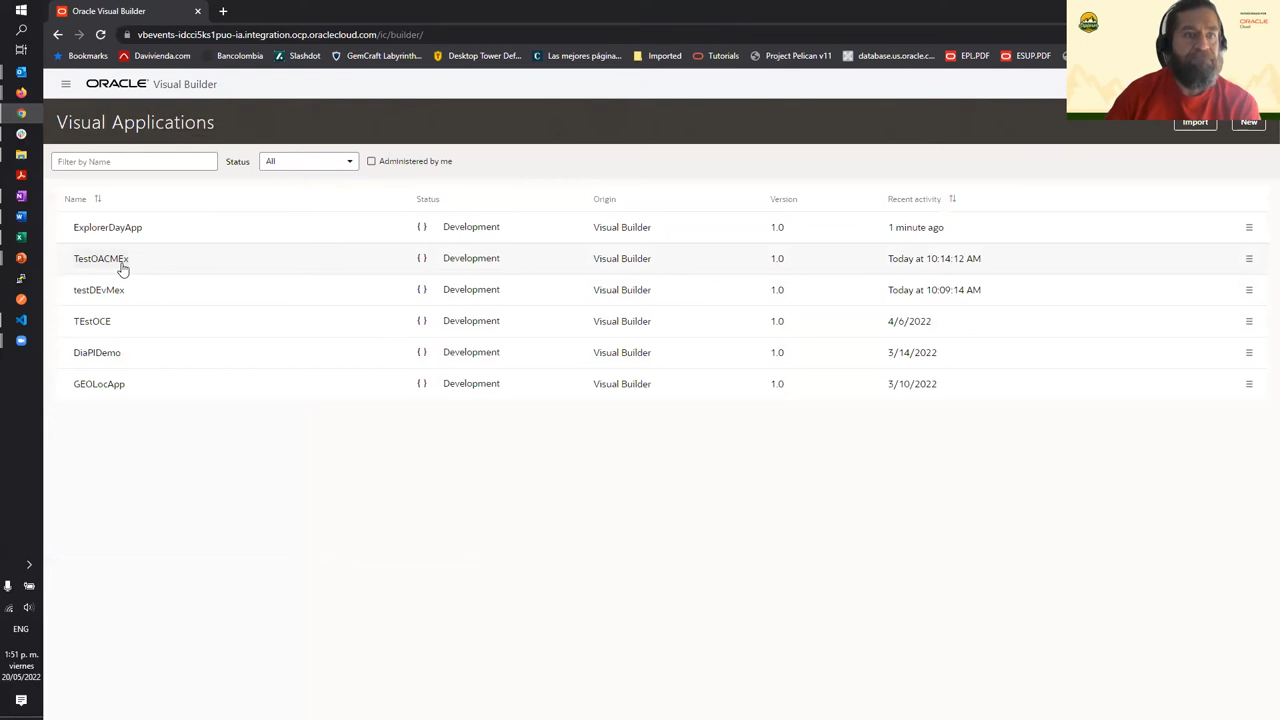 Oracle Visual Builder
vbevents-idcci5ks1puo-ia.integration.ocp.oraclecloud.com/ic/builder/
Bookmarks Davivienda.com Bancolombia Slashdot GemCraft Labyrinth... Desktop Tower Def... Las mejores página... Imported Tutorials Project Pelican v11 database.us.oracle.c... EPL.PDF ESUP.PDF
ORACLE Visual Builder
ORACLE
Cloud
Visual Applications
Import New
Filter by Name Status All Administered by me
Name Status Origin Version Recent activity
ExplorerDayApp { } Development Visual Builder 1.0 1 minute ago
TestOACMEx { } Development Visual Builder 1.0 Today at 10:14:12 AM
testDEvMex { } Development Visual Builder 1.0 Today at 10:09:14 AM
TEstOCE { } Development Visual Builder 1.0 4/6/2022
DiaPIDemo { } Development Visual Builder 1.0 3/14/2022
GEOLocApp { } Development Visual Builder 1.0 3/10/2022
ENG
1:51 p. m.
viernes
20/05/2022